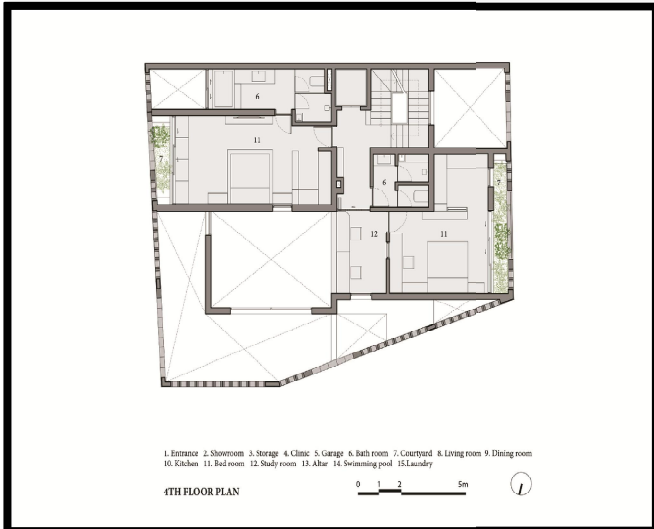 6
11
7
7
6
12
11
1. Entrance 2. Showroom 3. Storage 4. Clinic 5. Garage 6. Bath room 7. Courtyard 8. Living room 9. Dining room
10. Kitchen 11. Bed room 12. Study room 13. Altar 14. Swimming pool 15.Laundry
4TH FLOOR PLAN
0 1 2 5m